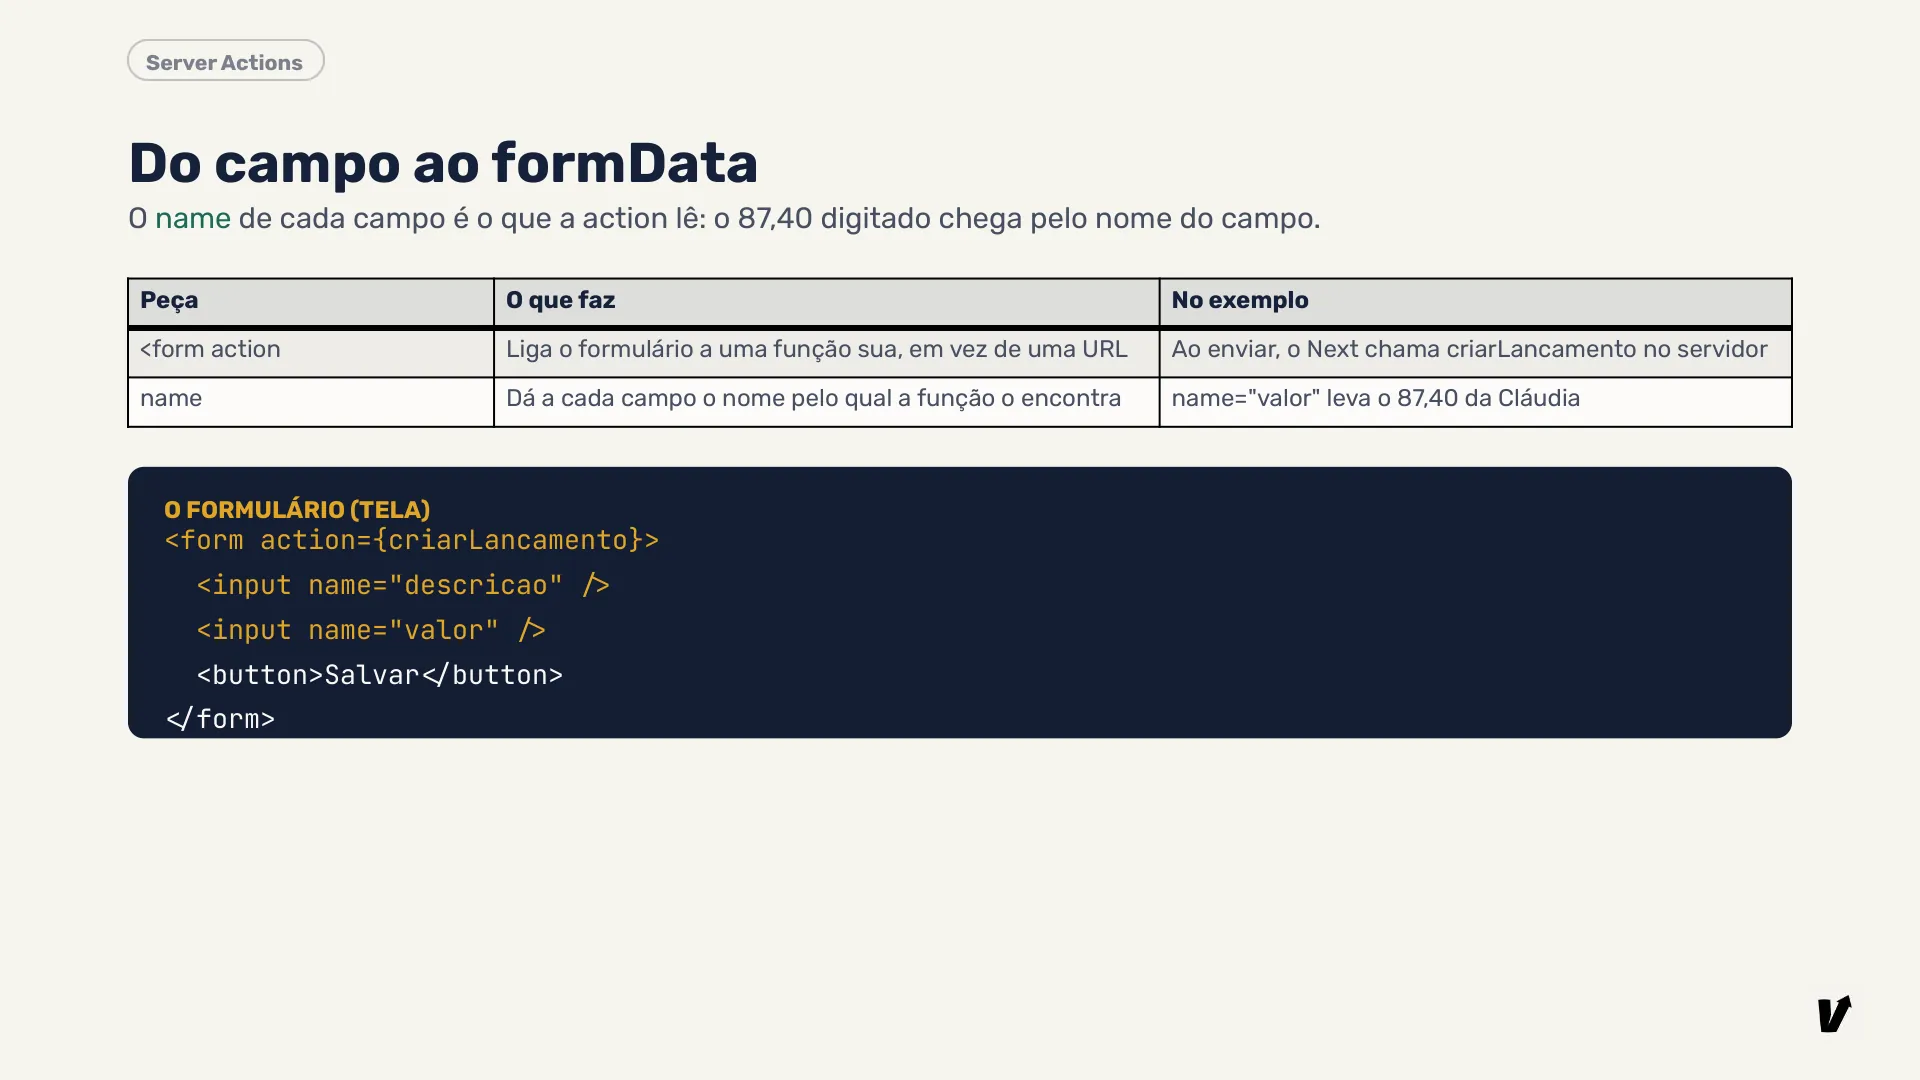 Server Actions
Do campo ao formData
O name de cada campo é o que a action lê: o 87,40 digitado chega pelo nome do campo.
Peça O que faz No exemplo
<form action Liga o formulário a uma função sua, em vez de uma URL Ao enviar, o Next chama criarLancamento no servidor
name Dá a cada campo o nome pelo qual a função o encontra name="valor" leva o 87,40 da Cláudia
O FORMULÁRIO (TELA)
<form action={criarLancamento}>
<input name="descricao" />
<input name="valor" />
<button>Salvar</button>
</form>